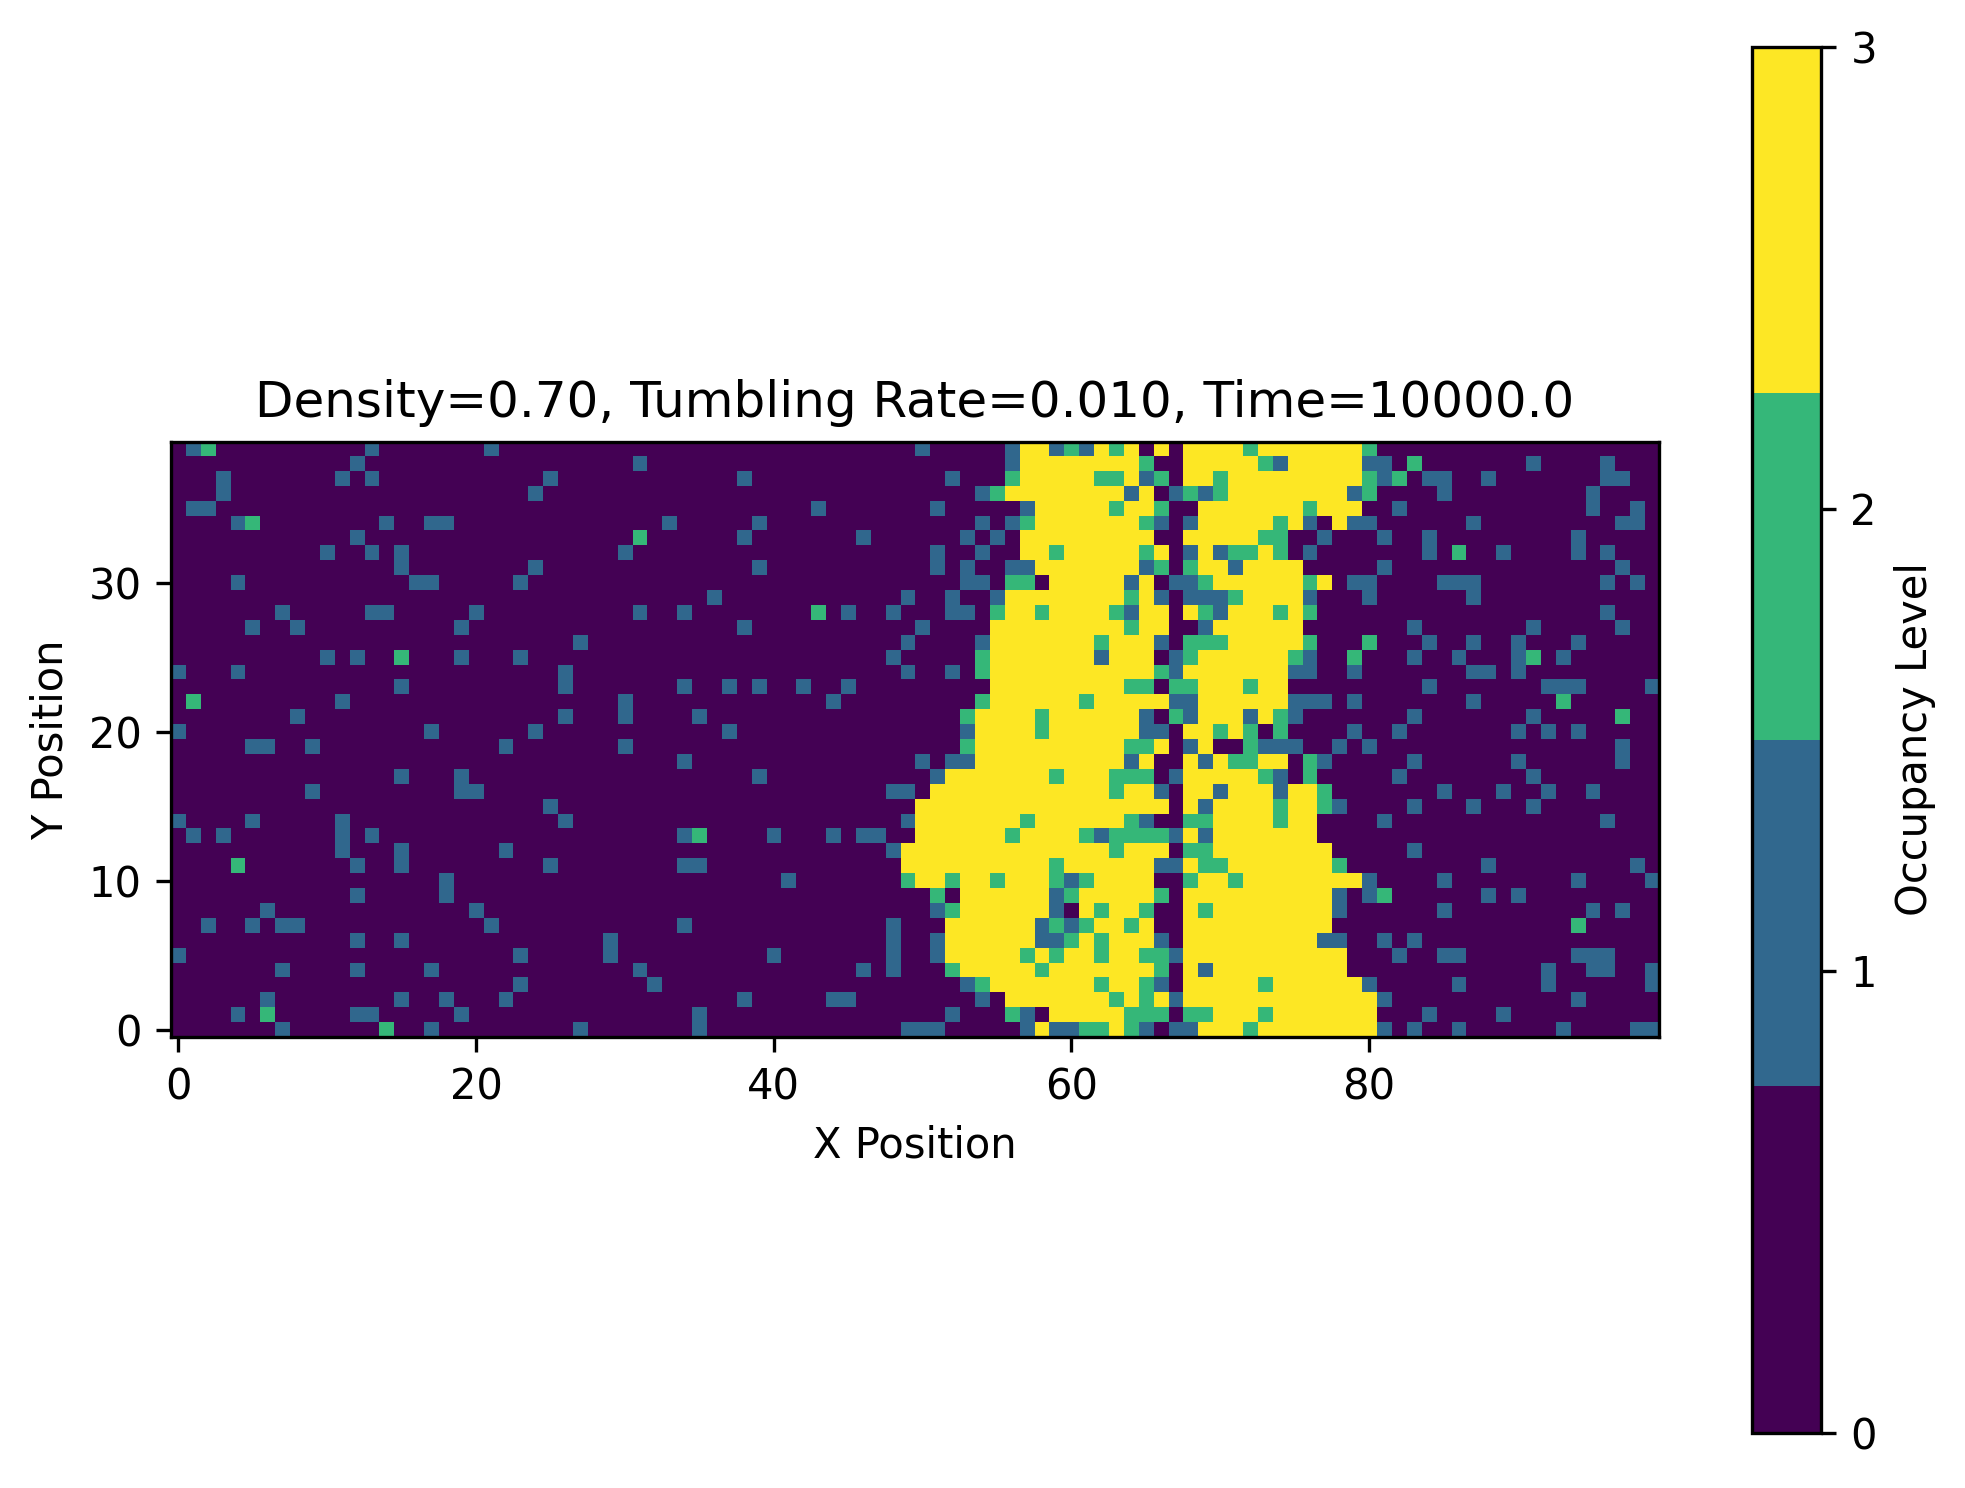 Density=0.70, Tumbling Rate=0.010, Time=10000.0
Y Position
30
20
10
0
0 20 40 60 80
X Position
3
2
1
0
Occupancy Level